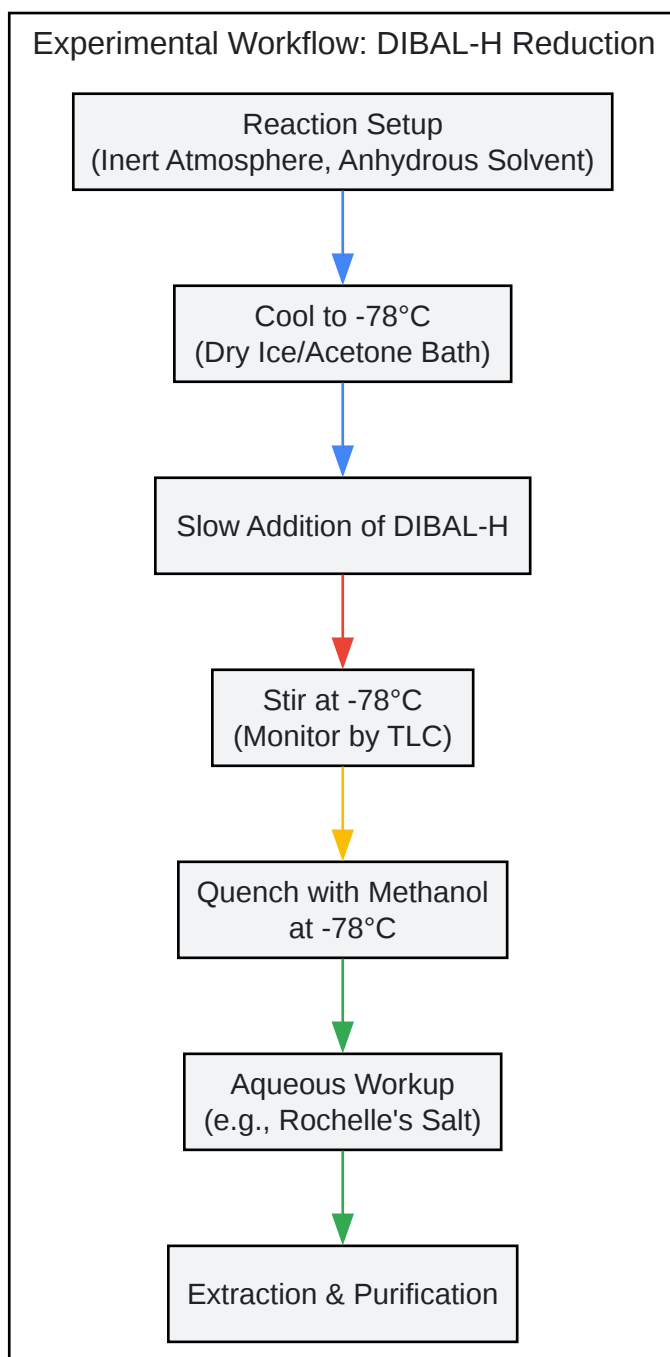 Experimental Workflow: DIBAL-H Reduction
Reaction Setup
(Inert Atmosphere, Anhydrous Solvent)
Cool to -78°C
(Dry Ice/Acetone Bath)
Slow Addition of DIBAL-H
Stir at -78°C
(Monitor by TLC)
Quench with Methanol
at -78°C
Aqueous Workup
(e.g., Rochelle's Salt)
Extraction & Purification